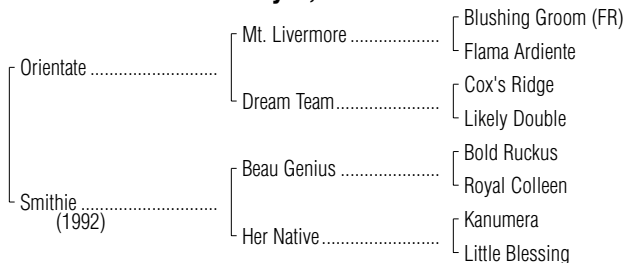 Blushing Groom (FR)
Mt. Livermore ....................
Flama Ardiente
Orientate ........................
Cox's Ridge
Dream Team ....................
Likely Double
Bold Ruckus
Beau Genius ...................
Royal Colleen
Smithie ..........................
(1992)
Kanumera
Her Native .......................
Little Blessing